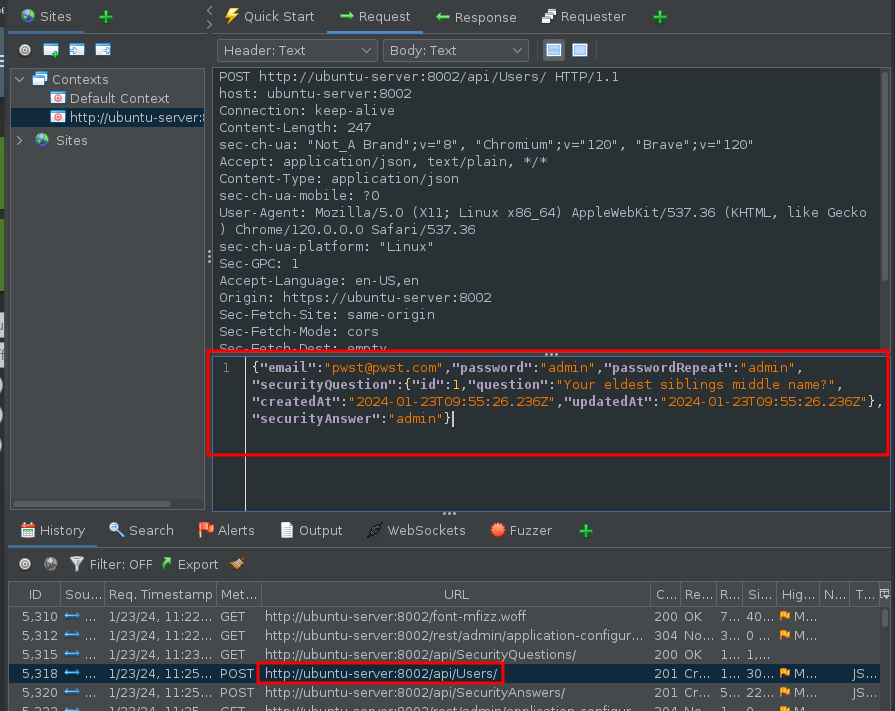 Sites
Quick Start
Request
Response
Requester
Header: Text
Body: Text
Contexts
Default Context
http://ubuntu-server:8
Sites
POST http://ubuntu-server:8002/api/Users/ HTTP/1.1
host: ubuntu-server:8002
Connection: keep-alive
Content-Length: 247
sec-ch-ua: "Not_A Brand";v="8", "Chromium";v="120", "Brave";v="120"
Accept: application/json, text/plain, */*
Content-Type: application/json
sec-ch-ua-mobile: ?0
User-Agent: Mozilla/5.0 (X11; Linux x86_64) AppleWebKit/537.36 (KHTML, like Gecko
) Chrome/120.0.0.0 Safari/537.36
sec-ch-ua-platform: "Linux"
Sec-GPC: 1
Accept-Language: en-US,en
Origin: https://ubuntu-server:8002
Sec-Fetch-Site: same-origin
Sec-Fetch-Mode: cors
Sec-Fetch-Dest: empty
1 {"email":"pwst@pwst.com","password":"admin","passwordRepeat":"admin",
"securityQuestion":{"id":1,"question":"Your eldest siblings middle name?",
"createdAt":"2024-01-23T09:55:26.236Z","updatedAt":"2024-01-23T09:55:26.236Z"},
"securityAnswer":"admin"}
History
Search
Alerts
Output
WebSockets
Fuzzer
Filter: OFF
Export
ID Sou... Req. Timestamp Met... URL C... Re... R... Si... Hig... N... T...
5,310 ... 1/23/24, 11:22... GET http://ubuntu-server:8002/font-mfizz.woff 200 OK 7... 40... M...
5,312 ... 1/23/24, 11:22... GET http://ubuntu-server:8002/rest/admin/application-configur... 304 No... 3... 0 ... M...
5,315 ... 1/23/24, 11:25... GET http://ubuntu-server:8002/api/SecurityQuestions/ 200 OK 1... 1,...
5,318 ... 1/23/24, 11:25... POST http://ubuntu-server:8002/api/Users/ 201 Cr... 1... 30... M... JS...
5,320 ... 1/23/24, 11:25... POST http://ubuntu-server:8002/api/SecurityAnswers/ 201 Cr... 5... 22... M... JS...